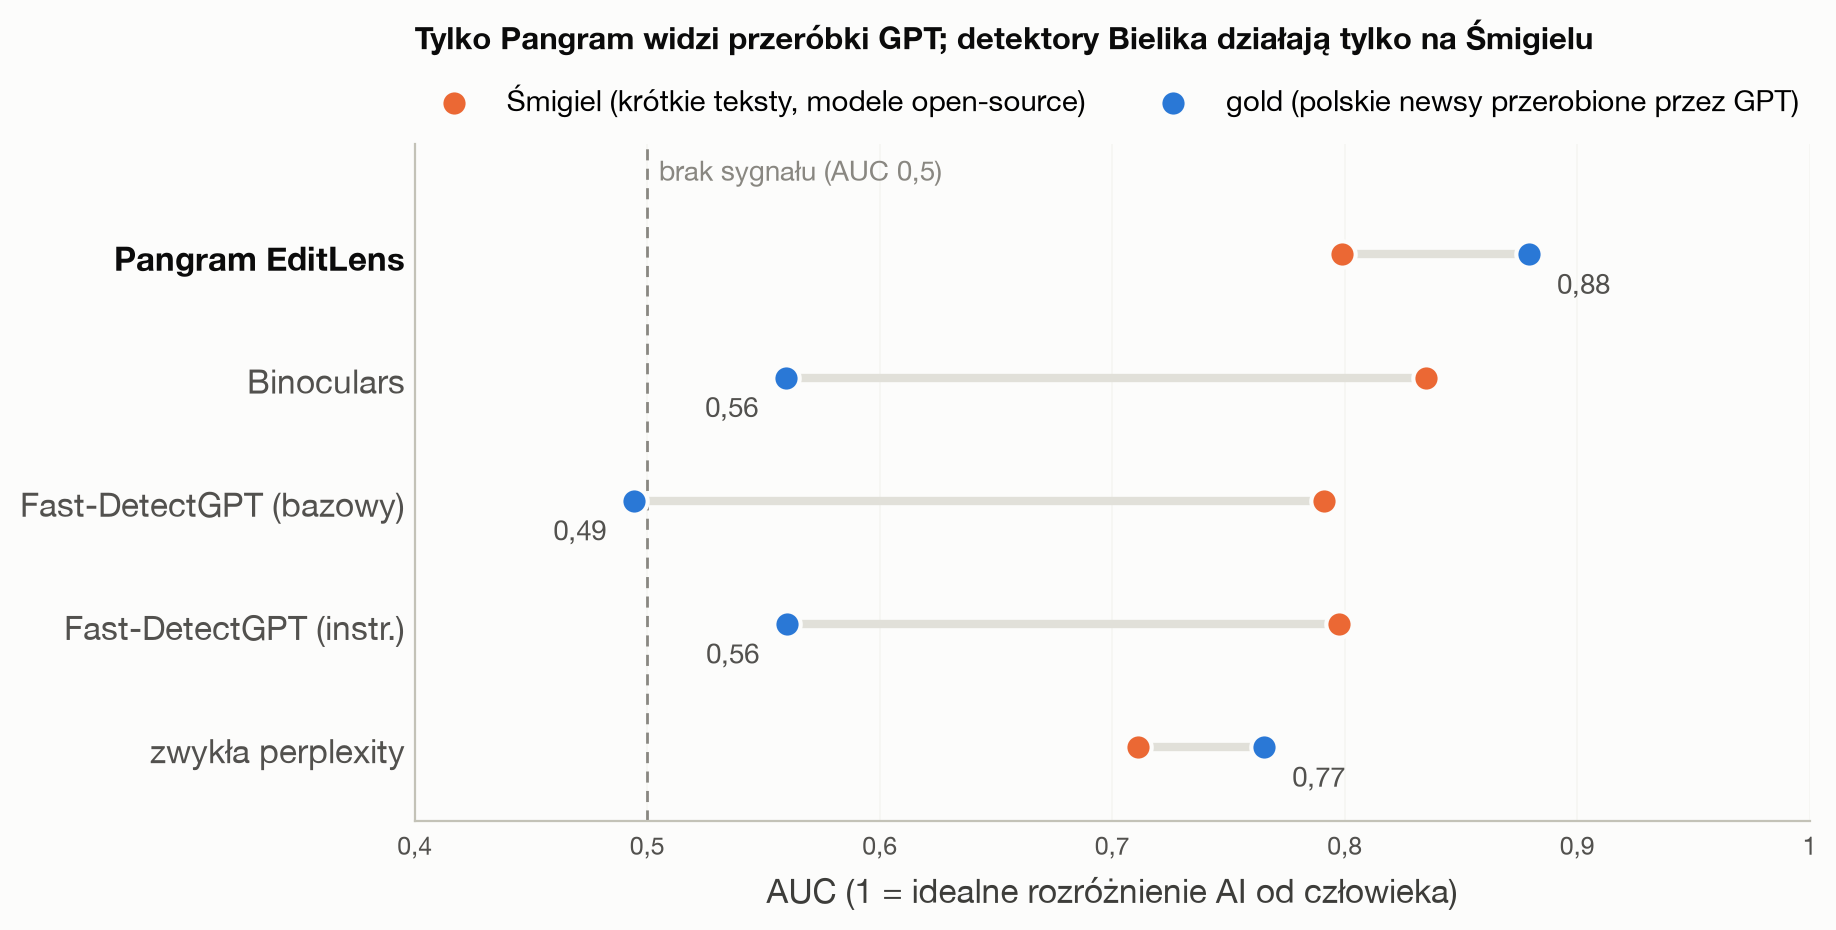 Tylko Pangram widzi przeróbki GPT; detektory Bielika działają tylko na Śmigielu
Śmigiel (krótkie teksty, modele open-source)
gold (polskie newsy przerobione przez GPT)
brak sygnału (AUC 0,5)
Pangram EditLens
0,88
Binoculars
0,56
Fast-DetectGPT (bazowy)
0,49
Fast-DetectGPT (instr.)
0,56
zwykła perplexity
0,77
0,4 0,5 0,6 0,7 0,8 0,9 1
AUC (1 = idealne rozróżnienie AI od człowieka)